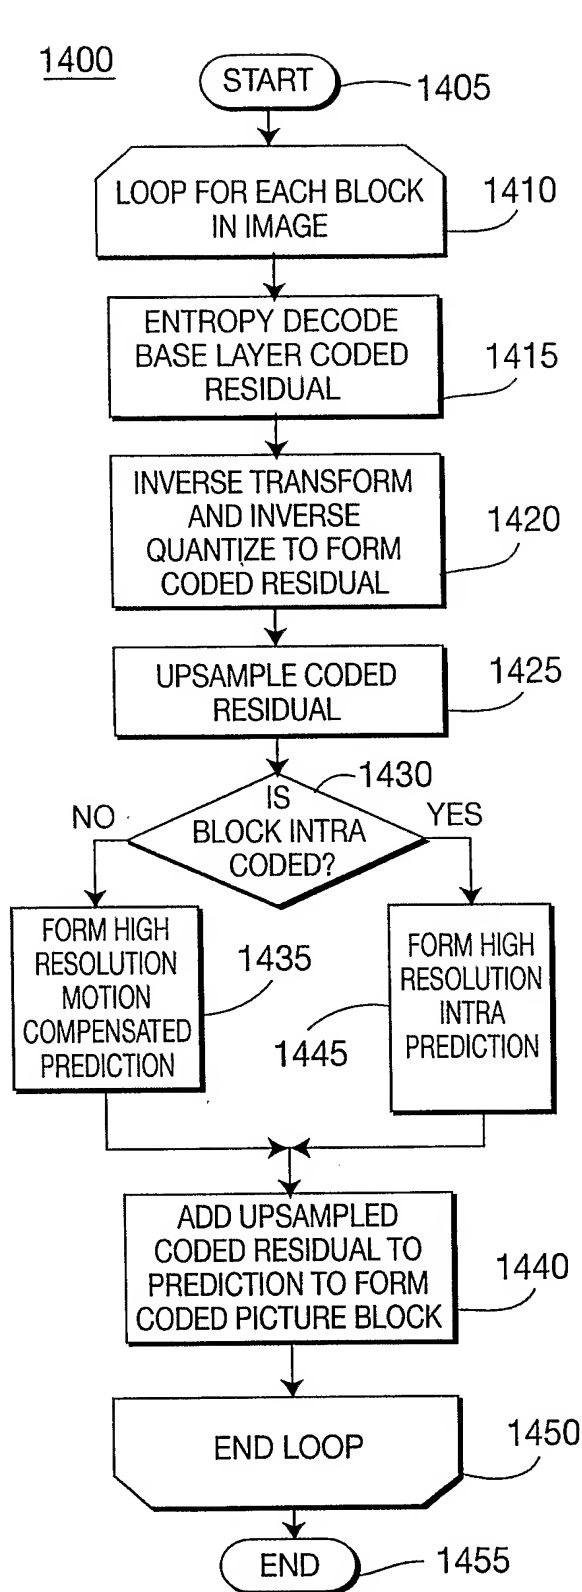 1400
START
1405
LOOP FOR EACH BLOCK
IN IMAGE
1410
ENTROPY DECODE
BASE LAYER CODED
RESIDUAL
1415
INVERSE TRANSFORM
AND INVERSE
QUANTIZE TO FORM
CODED RESIDUAL
1420
UPSAMPLE CODED
RESIDUAL
1425
1430
IS
BLOCK INTRA
CODED?
NO
YES
FORM HIGH
RESOLUTION
MOTION
COMPENSATED
PREDICTION
1435
FORM HIGH
RESOLUTION
INTRA
PREDICTION
1445
ADD UPSAMPLED
CODED RESIDUAL TO
PREDICTION TO FORM
CODED PICTURE BLOCK
1440
END LOOP
1450
END
1455